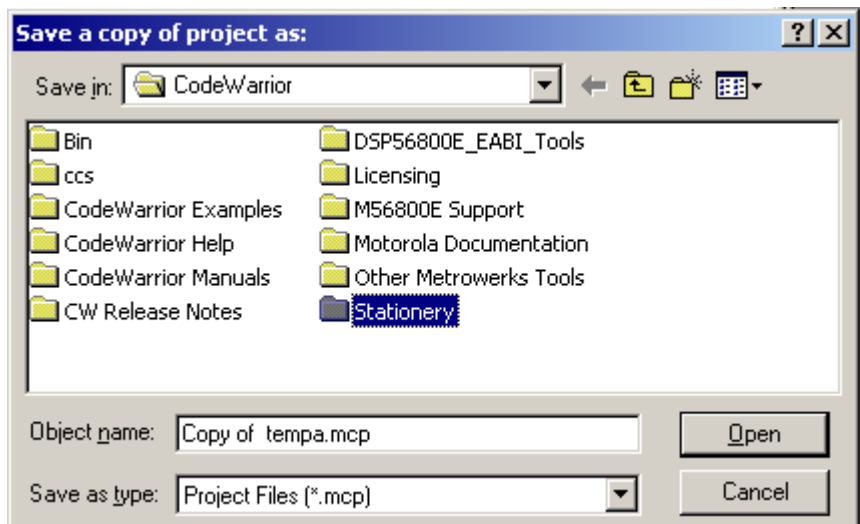 Save a copy of project as:
Save in: CodeWarrior
Bin
ccs
CodeWarrior Examples
CodeWarrior Help
CodeWarrior Manuals
CW Release Notes
DSP56800E_EABI_Tools
Licensing
M56800E Support
Motorola Documentation
Other Metrowerks Tools
Stationery
Object name: Copy of  tempa.mcp
Open
Save as type: Project Files (*.mcp)
Cancel